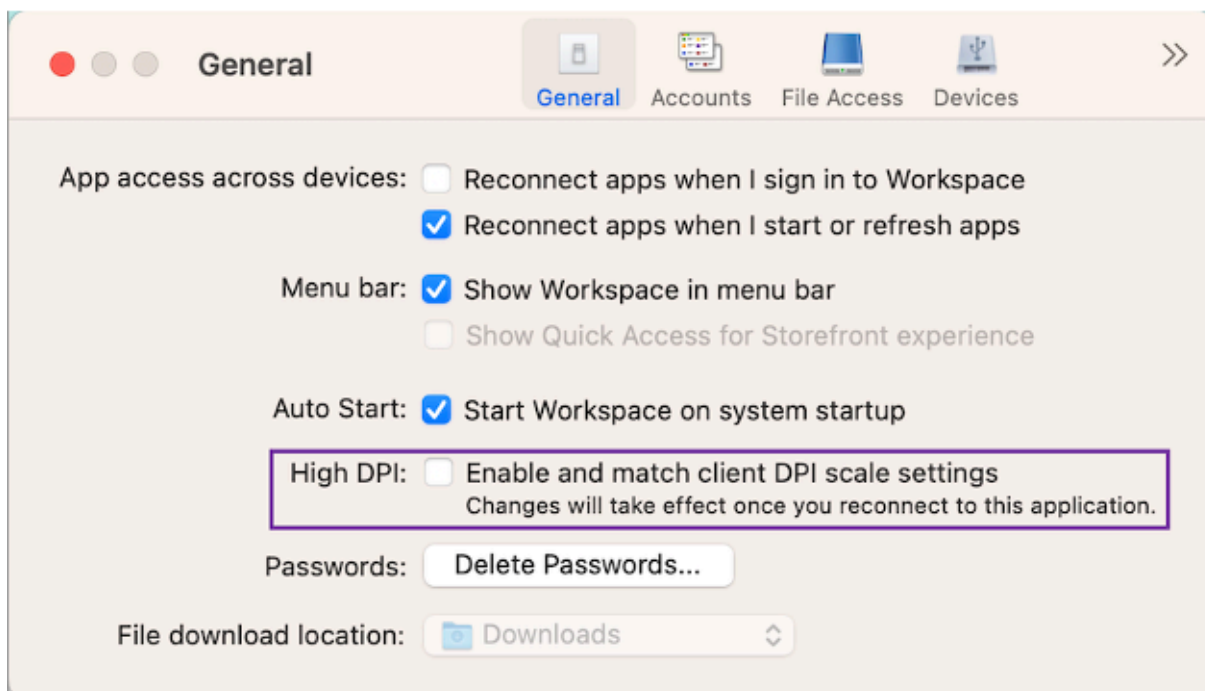 General
General
Accounts
File Access
Devices
App access across devices: Reconnect apps when I sign in to Workspace
Reconnect apps when I start or refresh apps
Menu bar: Show Workspace in menu bar
Show Quick Access for Storefront experience
Auto Start: Start Workspace on system startup
High DPI: Enable and match client DPI scale settings
Changes will take effect once you reconnect to this application.
Passwords: Delete Passwords...
File download location: Downloads